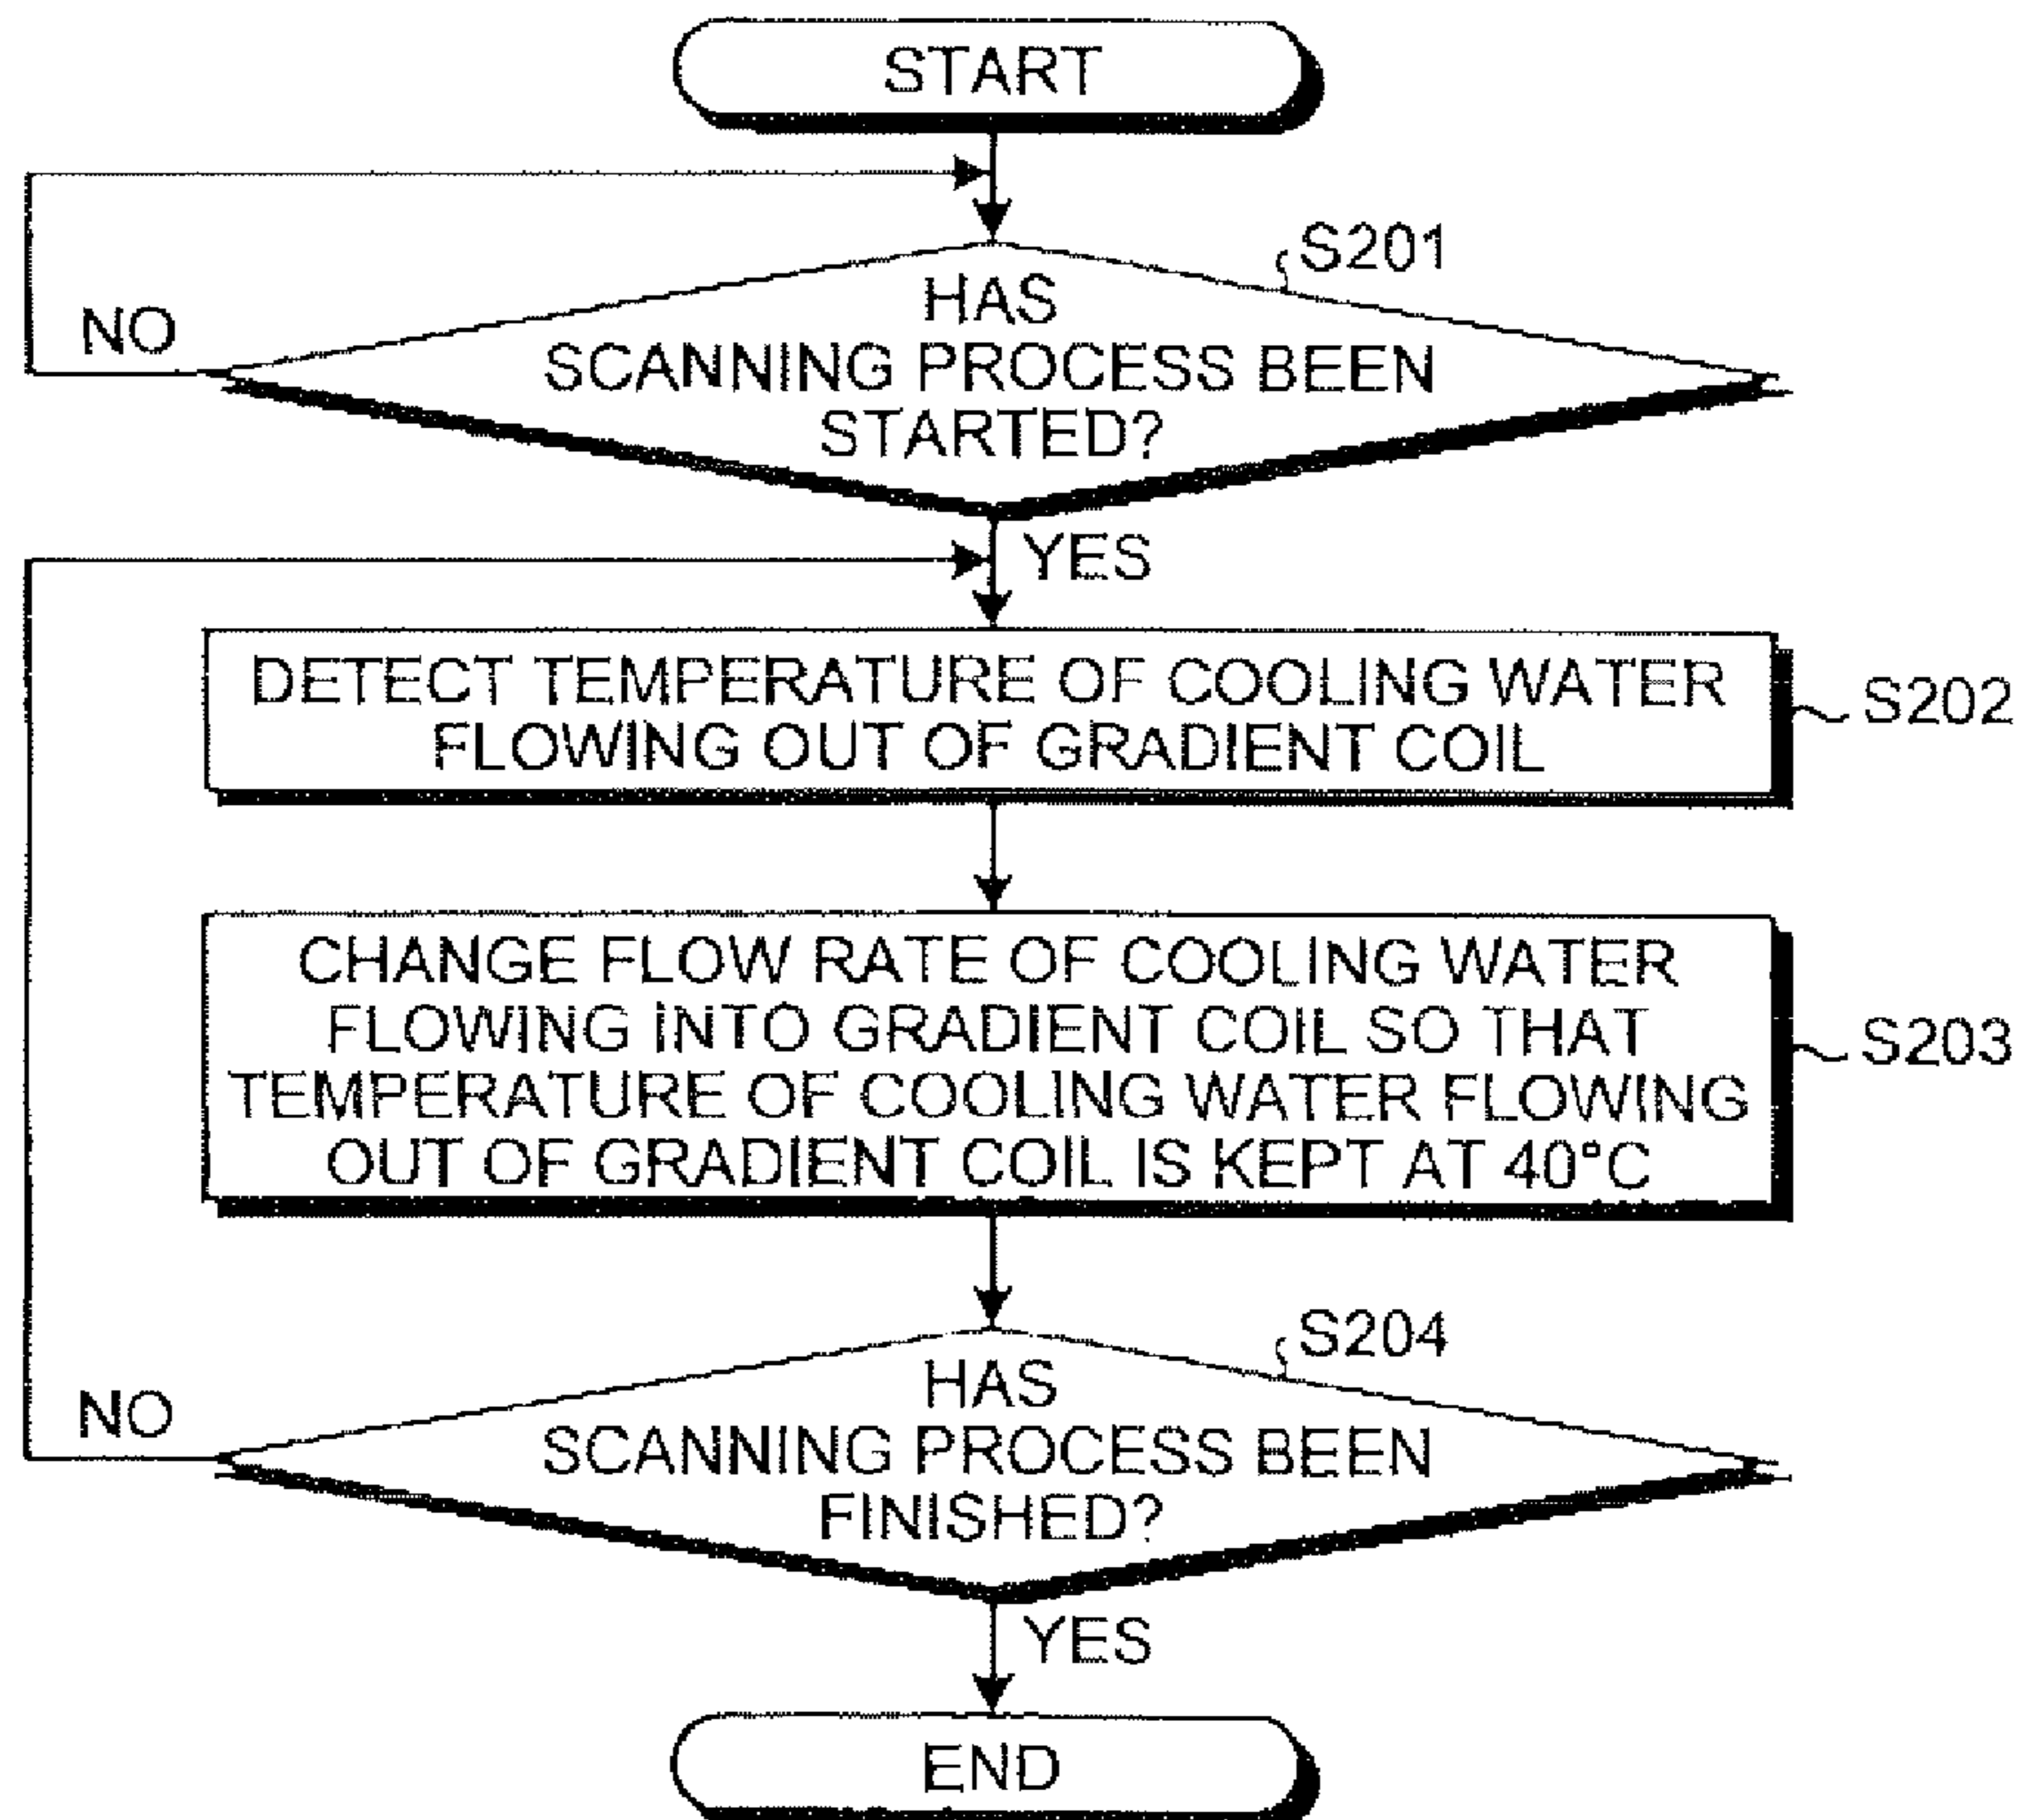 START
S201
HAS
SCANNING PROCESS BEEN
STARTED?
NO
YES
DETECT TEMPERATURE OF COOLING WATER
FLOWING OUT OF GRADIENT COIL
S202
CHANGE FLOW RATE OF COOLING WATER
FLOWING INTO GRADIENT COIL SO THAT
TEMPERATURE OF COOLING WATER FLOWING
OUT OF GRADIENT COIL IS KEPT AT 40°C
S203
S204
HAS
SCANNING PROCESS BEEN
FINISHED?
NO
YES
END